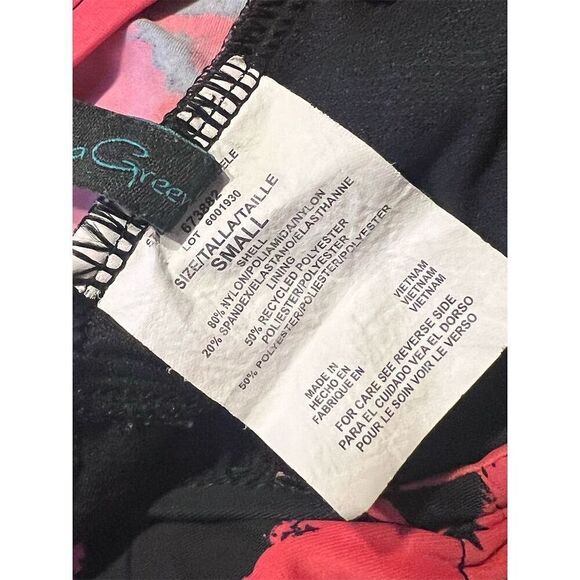 a Green
ELE
673882
LOT 6001930
SIZE/TALLA/TAILLE
SMALL
SHELL
80% NYLON/POLIAMIDA/NYLON
20% SPANDEX/ELASTANO/ELASTHANNE
LINING
50% RECYCLED POLYESTER
POLIESTER/POLYESTER
50% POLYESTER/POLIESTER/POLYESTER
MADE IN VIETNAM
HECHO EN VIETNAM
FABRIQUE EN VIETNAM
FOR CARE SEE REVERSE SIDE
PARA EL CUIDADO VEA EL DORSO
POUR LE SOIN VOIR LE VERSO